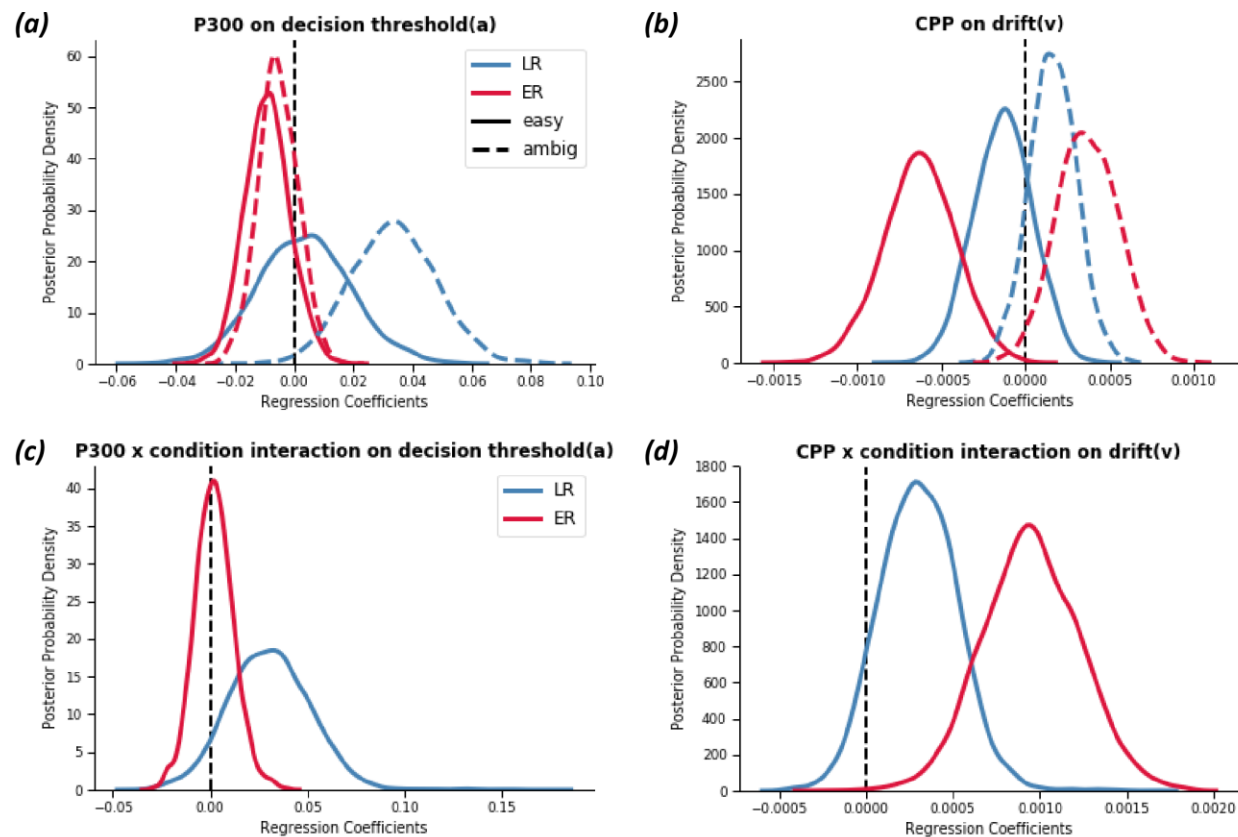 (a)
P300 on decision threshold(a)
Posterior Probability Density
60
50
40
30
20
10
0
−0.06 −0.04 −0.02 0.00 0.02 0.04 0.06 0.08 0.10
Regression Coefficients
LR
ER
easy
ambig
(b)
CPP on drift(v)
Posterior Probability Density
2500
2000
1500
1000
500
0
−0.0015 −0.0010 −0.0005 0.0000 0.0005 0.0010
Regression Coefficients
(c)
P300 x condition interaction on decision threshold(a)
Posterior Probability Density
40
35
30
25
20
15
10
5
0
−0.05 0.00 0.05 0.10 0.15
Regression Coefficients
LR
ER
(d)
CPP x condition interaction on drift(v)
Posterior Probability Density
1800
1600
1400
1200
1000
800
600
400
200
0
−0.0005 0.0000 0.0005 0.0010 0.0015 0.0020
Regression Coefficients